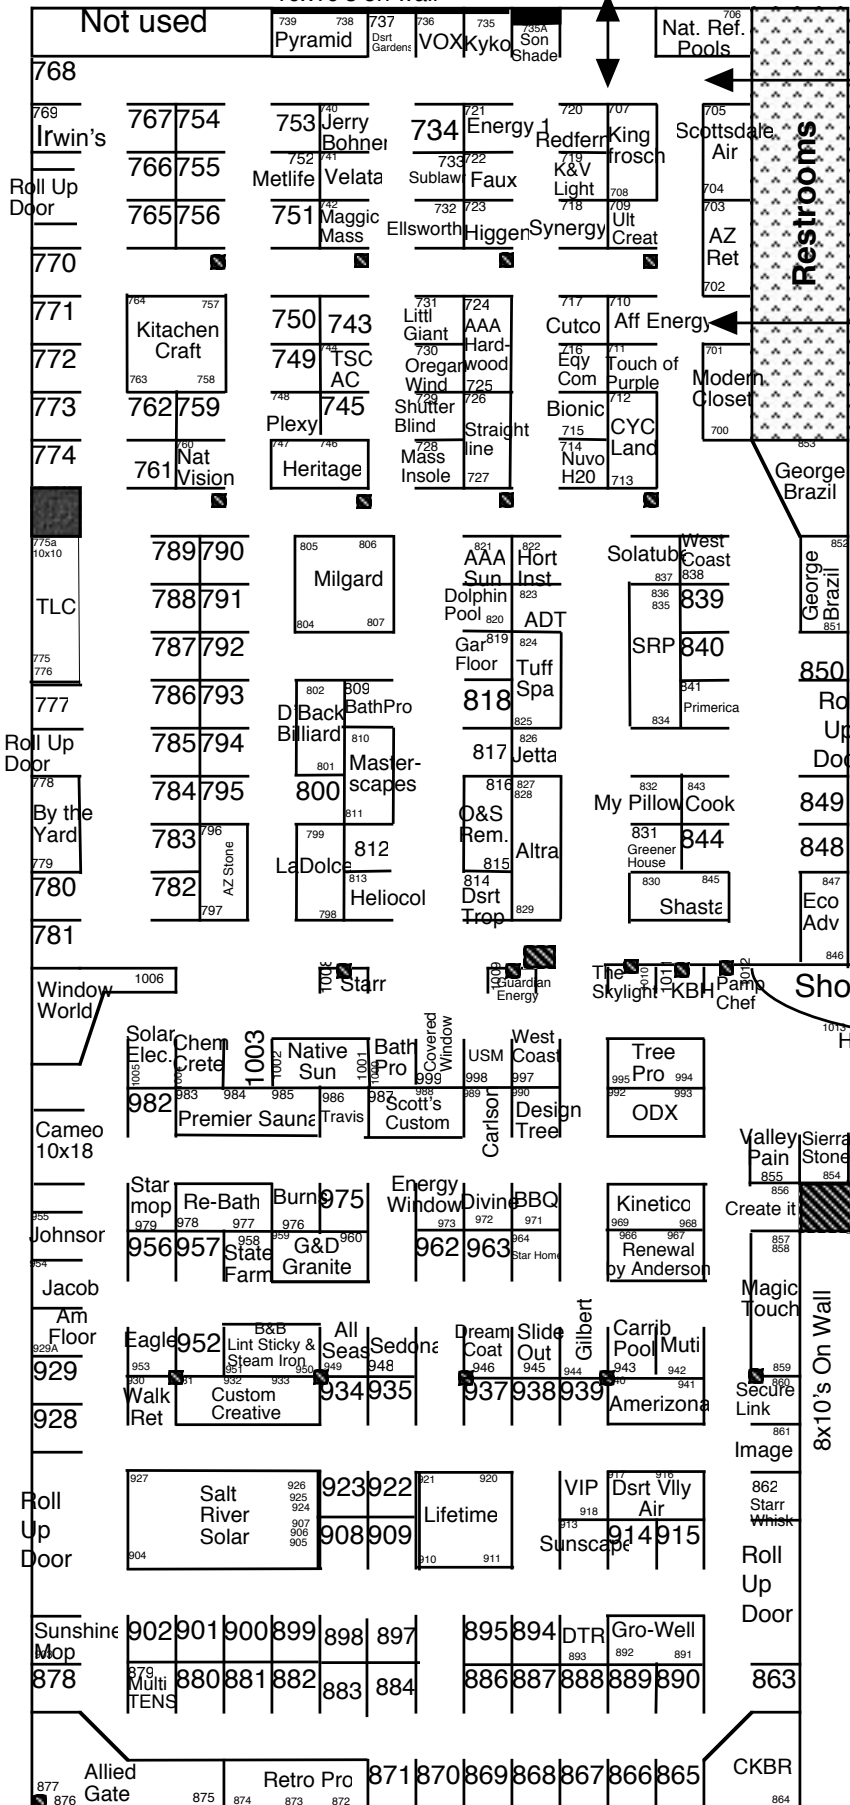 Not used
739 738
Pyramid
737
Dsrt
Gardens
736
VOX
735
Kyko
735A
Son
Shade
706
Nat. Ref.
Pools
768
769
Irwin's
767 754
753
740
Jerry
Bohner
734
721
Energy 1
720
Redfern
707
King
frosch
708
705
Scottsdale
Air
704
Restrooms
766 755
752
Metlife
741
Velata
733
Sublawn
722
Faux
719
K&V
Light
Roll Up
Door
765 756
751
742
Maggic
Mass
732
Ellsworth
723
Higgen
718
Synergy
709
Ult
Creat
703
AZ
Ret
702
770
771
764 757
Kitachen
Craft
763 758
750 743
731
Littl
Giant
724
AAA
Hard-
wood
725
717
Cutco
710
Aff Energy
772
749
744
TSC
AC
730
Oregan
Wind
716
Eqy
Com
711
Touch of
Purple
701
Modern
Closet
700
773
762 759
748
Plexy
745
729
Shutter
Blind
726
Straight
line
727
Bionic
715
712
CYC
Land
713
774
761
760
Nat
Vision
747 746
Heritage
728
Mass
Insole
714
Nuvo
H20
853
George
Brazil
775a
10x10
TLC
775
776
789 790
805 806
Milgard
804 807
821
AAA
Sun
822
Hort
Inst
Solatube
837
West
Coast
838
852
George
Brazil
851
788 791
Dolphin
Pool 820
823
ADT
836
835
SRP
834
839
787 792
819
Gar
Floor
824
Tuff
Spa
825
840
850
777
786 793
802
D'Back
Billiard
801
809
BathPro
818
841
Primerica
Roll Up
Door
785 794
810
Master-
scapes
811
817
826
Jetta
778
By the
Yard
779
784 795
800
816
O&S
Rem.
815
827
828
Altra
829
832
My Pillow
843
Cook
849
783
796
AZ Stone
797
799
LaDolce
798
812
831
Greener
House
844
848
780
782
813
Heliocol
814
Dsrt
Trop
830 845
Shasta
847
Eco
Adv
846
781
Window
World
1006
1008
Starr
1009
Guardian
Energy
The
Skylight
1010
1011
KBH
1012
Pamp
Chef
Sho
1013
H
Solar
Elec.
1005
Chem
Crete
1003
1002
Native
Sun
1001
Bath
Pro
1000
Covered
Window
999
USM
998
West
Coast
997
Tree
Pro
995 994
982
983 984 985
Premier Sauna
986
Travis
987
988
Scott's
Custom
989
Carlson
990
Design
Tree
992 993
ODX
Cameo
10x18
Valley
Pain
855
Sierra
Stone
854
Star
mop
979
Re-Bath
978 977
Burns
976
975
Energy
Window
973
Divine
972
BBQ
971
Kinetico
969 968
856
Create it
955
Johnson
956 957
958
State
Farm
959 960
G&D
Granite
962 963
964
Star Home
966 967
Renewal
by Anderson
857
858
Magic
Touch
859
954
Jacob
Am
Floor
929A
Eagle
953
952
B&B
Lint Sticky &
Steam Iron
951 950
All
Seas
949
Sedona
948
Dream
Coat
946
Slide
Out
945
Gilbert
944
Carrib
Pool
943
Muti
942
8x10's On Wall
929
930
Walk
Ret
932 933
Custom
Creative
934 935
937 938 939
941
Amerizona
860
Secure
Link
928
861
Image
Roll
Up
Door
927
Salt
River
Solar
926
925
924
907
906
905
904
923 922
908 909
921 920
Lifetime
910 911
VIP
918
917 916
Dsrt Vlly
Air
913
Sunscape
914 915
862
Starr
Whisk
Roll
Up
Door
Sunshine
Mop
902 901 900 899 898 897
895 894
DTR
893
Gro-Well
892 891
878
879
Multi
TENS
880 881 882 883 884
886 887 888 889 890
863
877
876
Allied
Gate
875
Retro Pro
874 873 872
871 870 869 868 867 866 865
CKBR
864